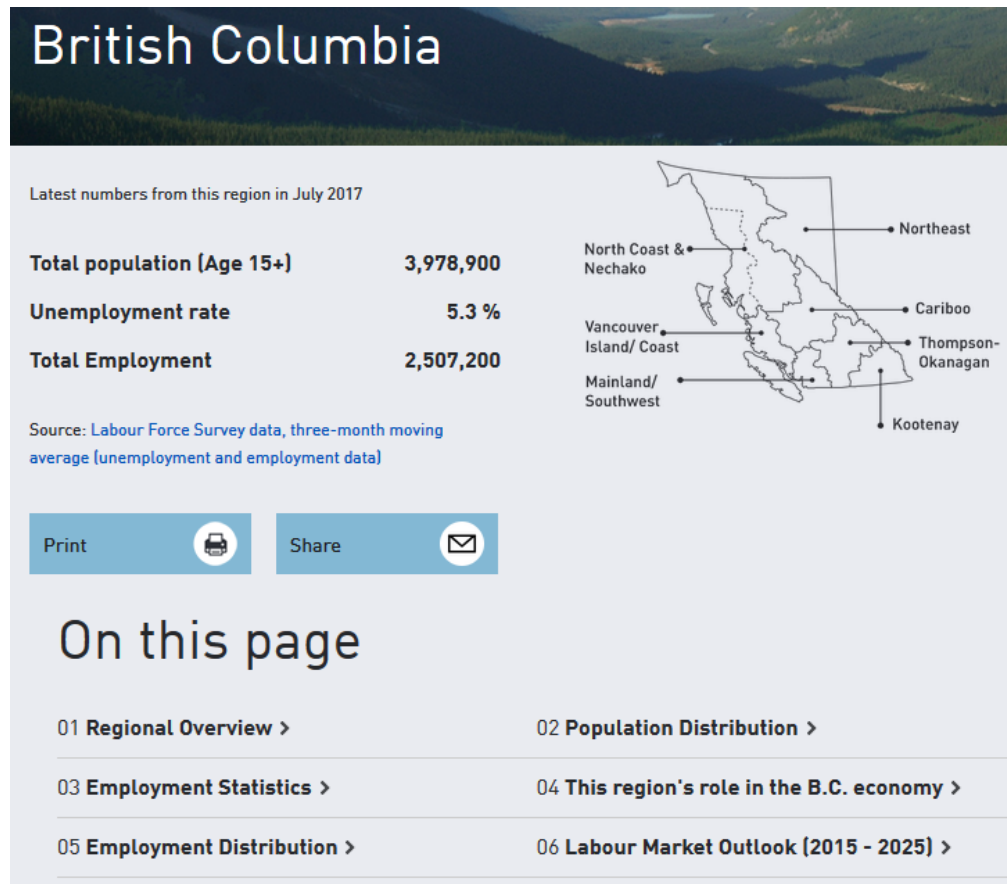 British Columbia
Latest numbers from this region in July 2017
Total population (Age 15+) 3,978,900
Unemployment rate 5.3 %
Total Employment 2,507,200
Source: Labour Force Survey data, three-month moving
average (unemployment and employment data)
Northeast
North Coast &
Nechako
Cariboo
Vancouver
Island/ Coast
Thompson-
Okanagan
Mainland/
Southwest
Kootenay
Print
Share
On this page
01 Regional Overview >
02 Population Distribution >
03 Employment Statistics >
04 This region's role in the B.C. economy >
05 Employment Distribution >
06 Labour Market Outlook (2015 - 2025) >